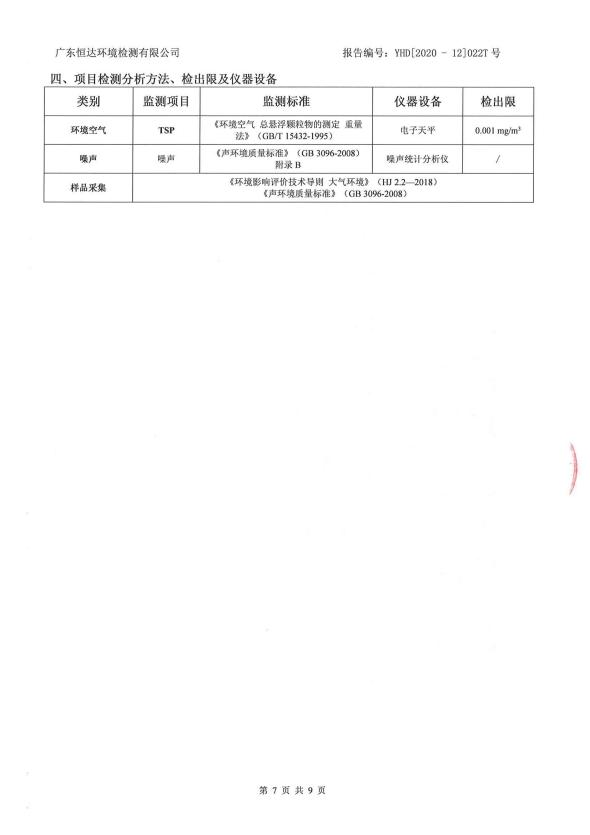 广东恒达环境检测有限公司 报告编号：YHD[2020 - 12]022T 号
四、项目检测分析方法、检出限及仪器设备
类别 监测项目 监测标准 仪器设备 检出限
环境空气 TSP 《环境空气 总悬浮颗粒物的测定 重量
法》（GB/T 15432-1995） 电子天平 0.001 mg/m³
噪声 噪声 《声环境质量标准》（GB 3096-2008）
附录 B 噪声统计分析仪 /
样品采集 《环境影响评价技术导则 大气环境》（HJ 2.2—2018）
《声环境质量标准》（GB 3096-2008）
第 7 页 共 9 页